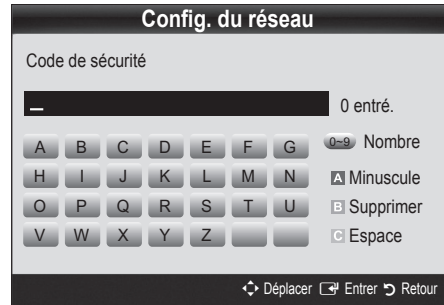 Config. du réseau
Code de sécurité
_ 0 entré.
A B C D E F G 0~9 Nombre
H I J K L M N A Minuscule
O P Q R S T U B Supprimer
V W X Y Z C Espace
Déplacer Entrer Retour